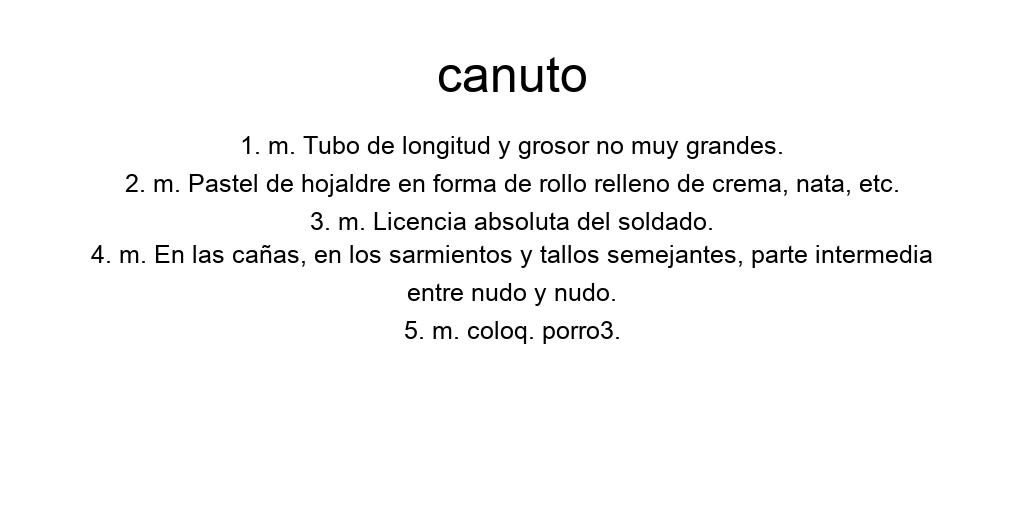 canuto
1. m. Tubo de longitud y grosor no muy grandes.
2. m. Pastel de hojaldre en forma de rollo relleno de crema, nata, etc.
3. m. Licencia absoluta del soldado.
4. m. En las cañas, en los sarmientos y tallos semejantes, parte intermedia
entre nudo y nudo.
5. m. coloq. porro3.